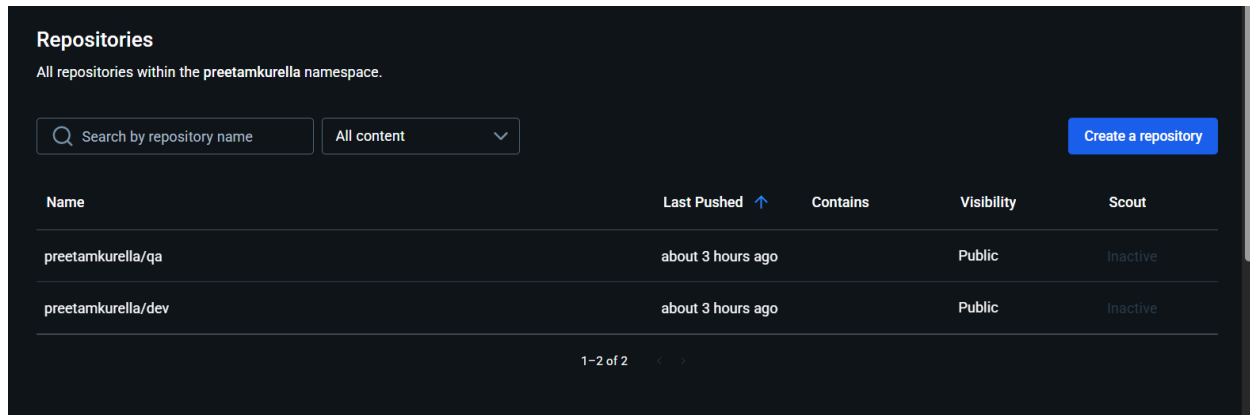 Repositories
All repositories within the preetamkurella namespace.
Search by repository name All content Create a repository
Name Last Pushed Contains Visibility Scout
preetamkurella/qa about 3 hours ago Public Inactive
preetamkurella/dev about 3 hours ago Public Inactive
1–2 of 2